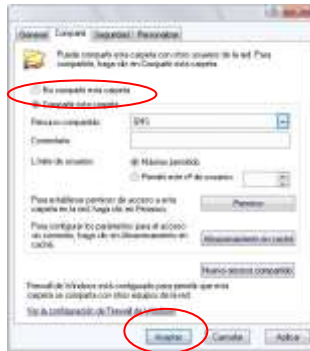 General Compartir Seguridad Personalizar
Puede compartir esta carpeta con otros usuarios de la red. Para
compartirla, haga clic en Compartir esta carpeta.
No compartir esta carpeta
Compartir esta carpeta
Recurso compartido:
Comentario:
Límite de usuarios:
Máximo permitido
Permitir este nº de usuarios:
Para establecer permisos de acceso a esta
carpeta en la red, haga clic en Permisos.
Permisos
Para configurar los parámetros para el acceso
sin conexión, haga clic en Almacenamiento en
caché.
Almacenamiento en caché
Nuevo recurso compartido
Firewall de Windows está configurado para permitir que esta
carpeta se comparta con otros equipos de la red.
Ver la configuración de Firewall de Windows
Aceptar Cancelar Aplicar